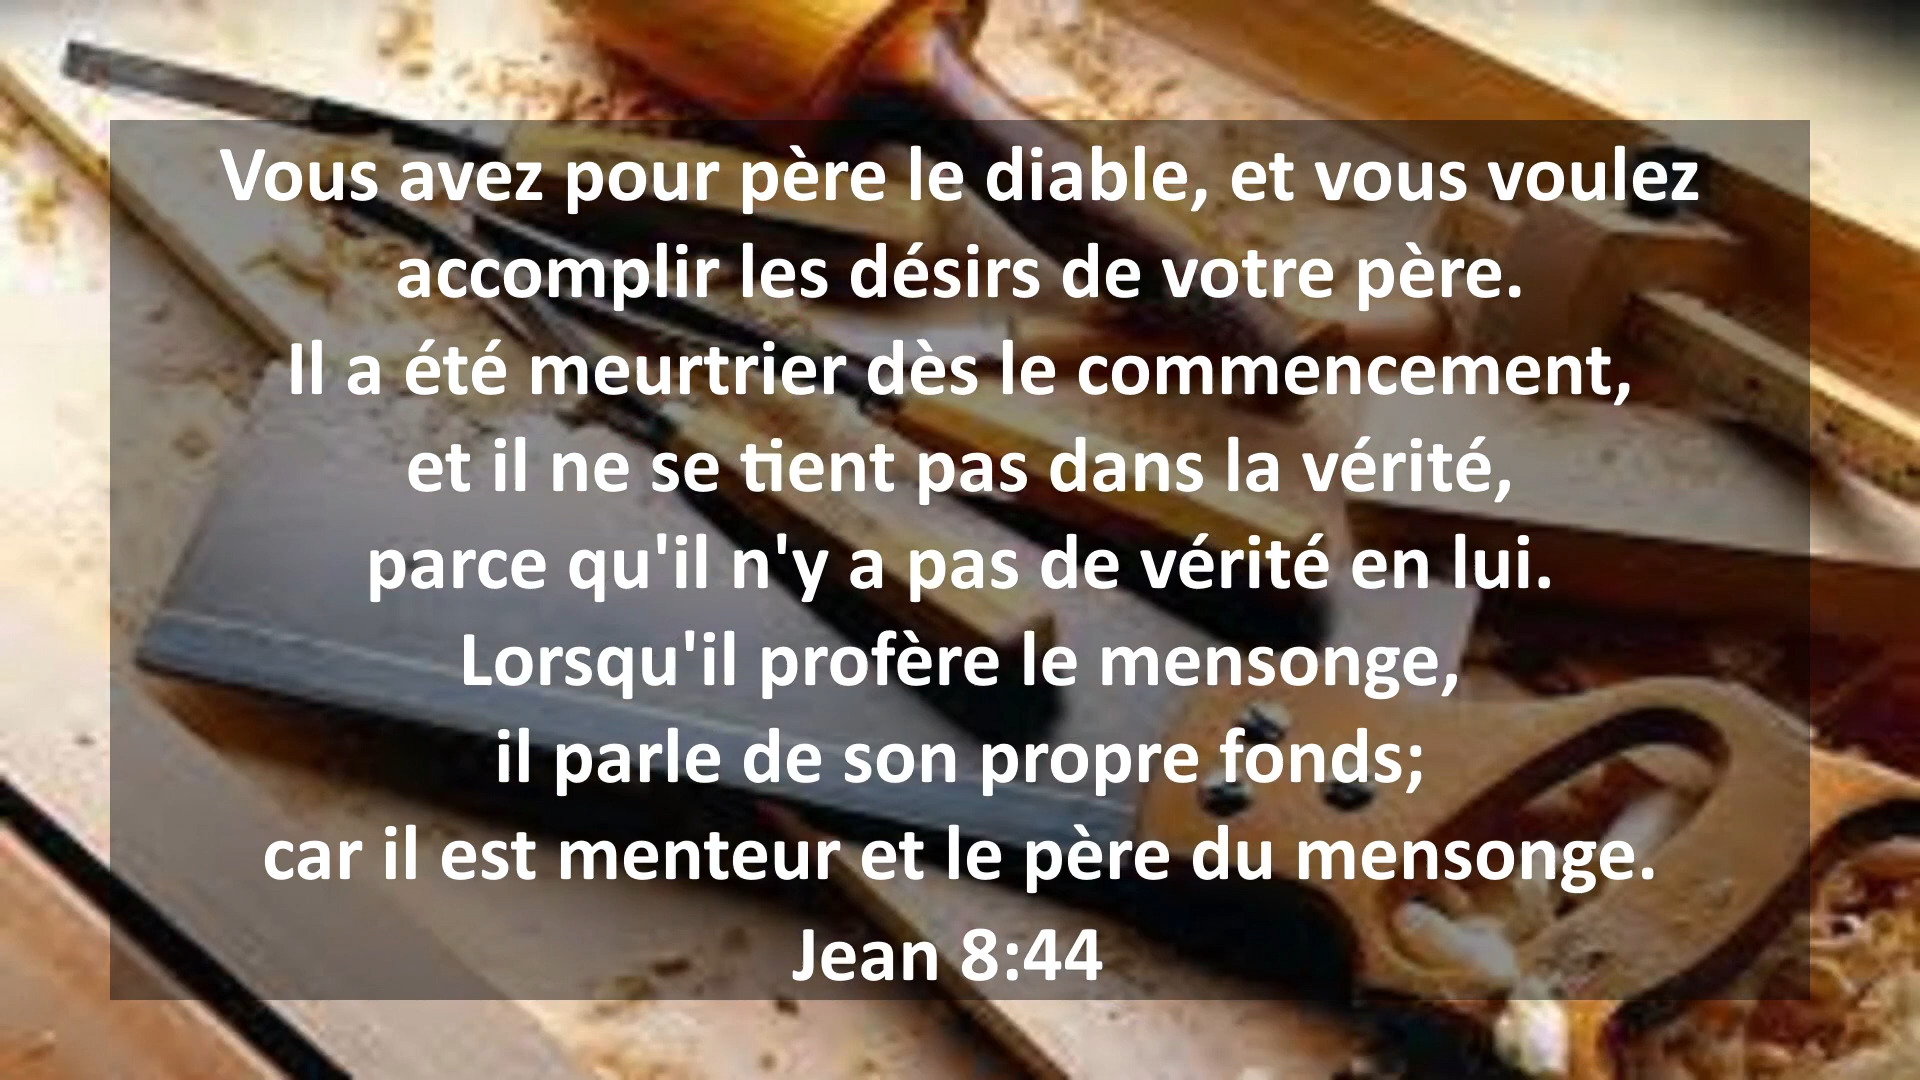 Vous avez pour père le diable, et vous voulez
accomplir les désirs de votre père.
Il a été meurtrier dès le commencement,
et il ne se tient pas dans la vérité,
parce qu'il n'y a pas de vérité en lui.
Lorsqu'il profère le mensonge,
il parle de son propre fonds;
car il est menteur et le père du mensonge.
Jean 8:44